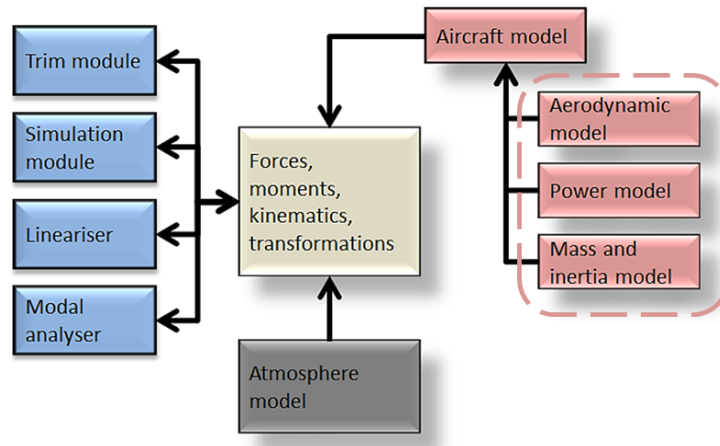 Trim module
Simulation
module
Lineariser
Modal
analyser
Forces,
moments,
kinematics,
transformations
Atmosphere
model
Aircraft model
Aerodynamic
model
Power model
Mass and
inertia model